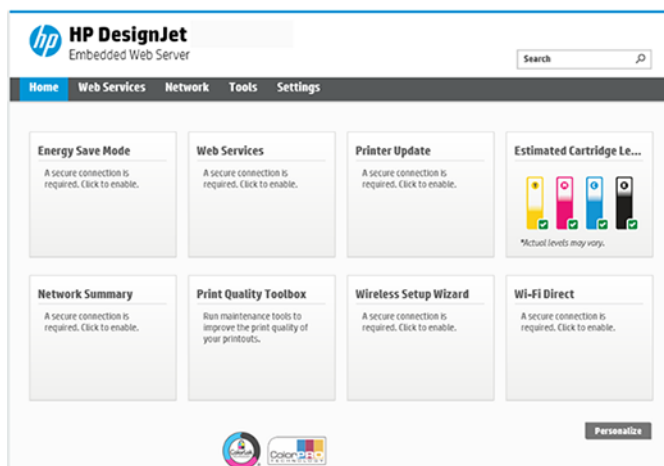 hp
HP DesignJet
Embedded Web Server
Search
Home Web Services Network Tools Settings
Energy Save Mode
A secure connection is
required. Click to enable.
Web Services
A secure connection is
required. Click to enable.
Printer Update
A secure connection is
required. Click to enable.
Estimated Cartridge Le...
Y M C K
*Actual levels may vary.
Network Summary
A secure connection is
required. Click to enable.
Print Quality Toolbox
Run maintenance tools to
improve the print quality of
your printouts.
Wireless Setup Wizard
A secure connection is
required. Click to enable.
Wi-Fi Direct
A secure connection is
required. Click to enable.
Personalize
ColorLok
ColorPRO
TECHNOLOGY